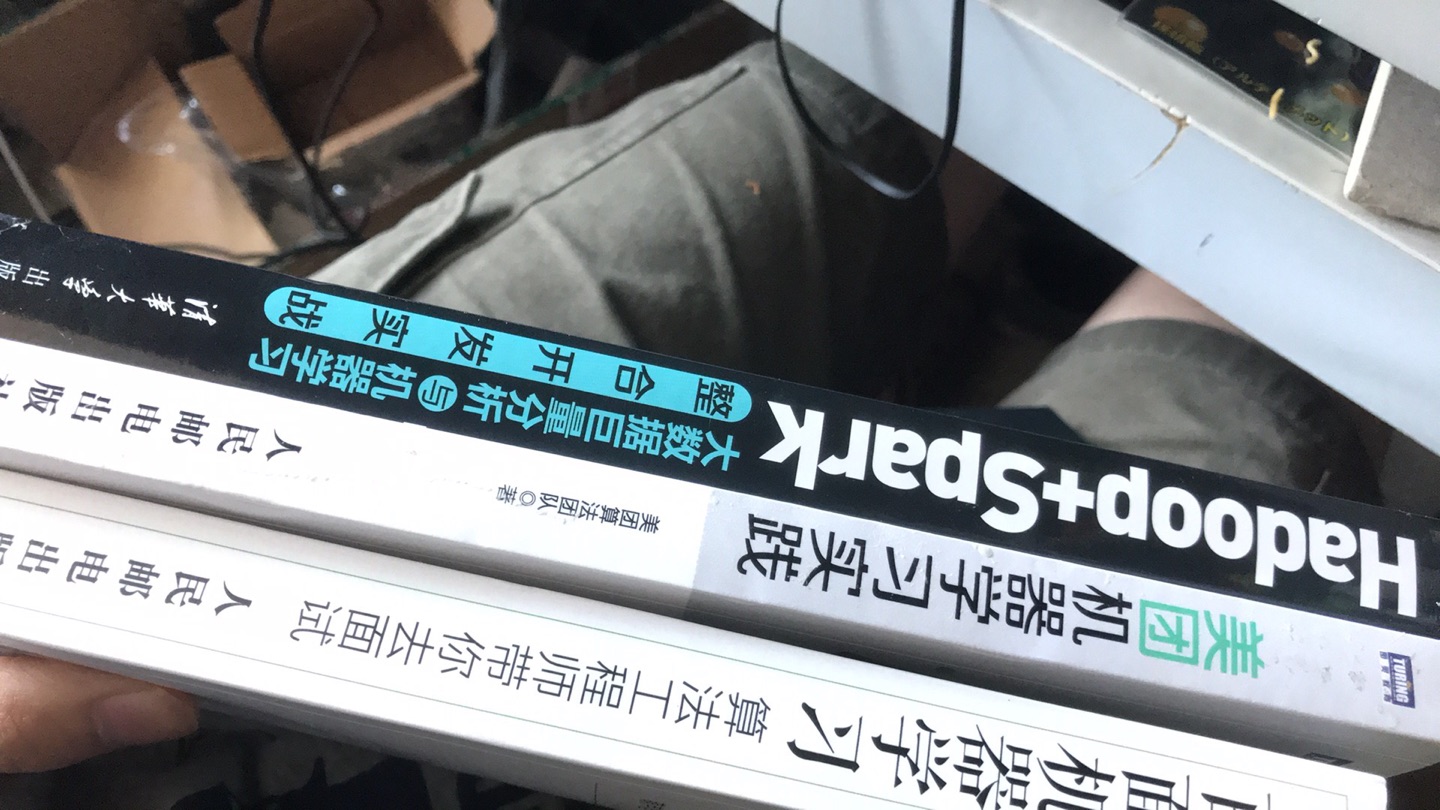 Hadoop+Spark
大数据巨量分析与机器学习
整合开发实战
清华大学出版
美团机器学习实践
美团算法团队◎著
人民邮电出版社
TURING
百面机器学习
算法工程师带你去面试
人民邮电出版